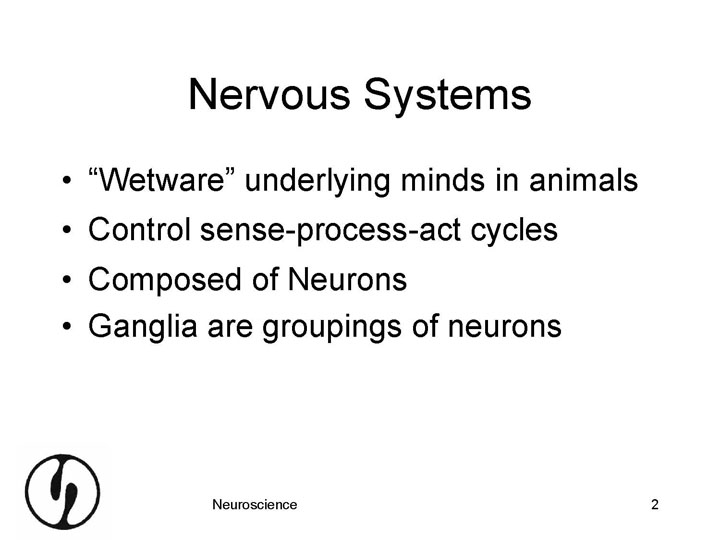 Nervous Systems
• “Wetware” underlying minds in animals
• Control sense-process-act cycles
• Composed of Neurons
• Ganglia are groupings of neurons
Neuroscience
2